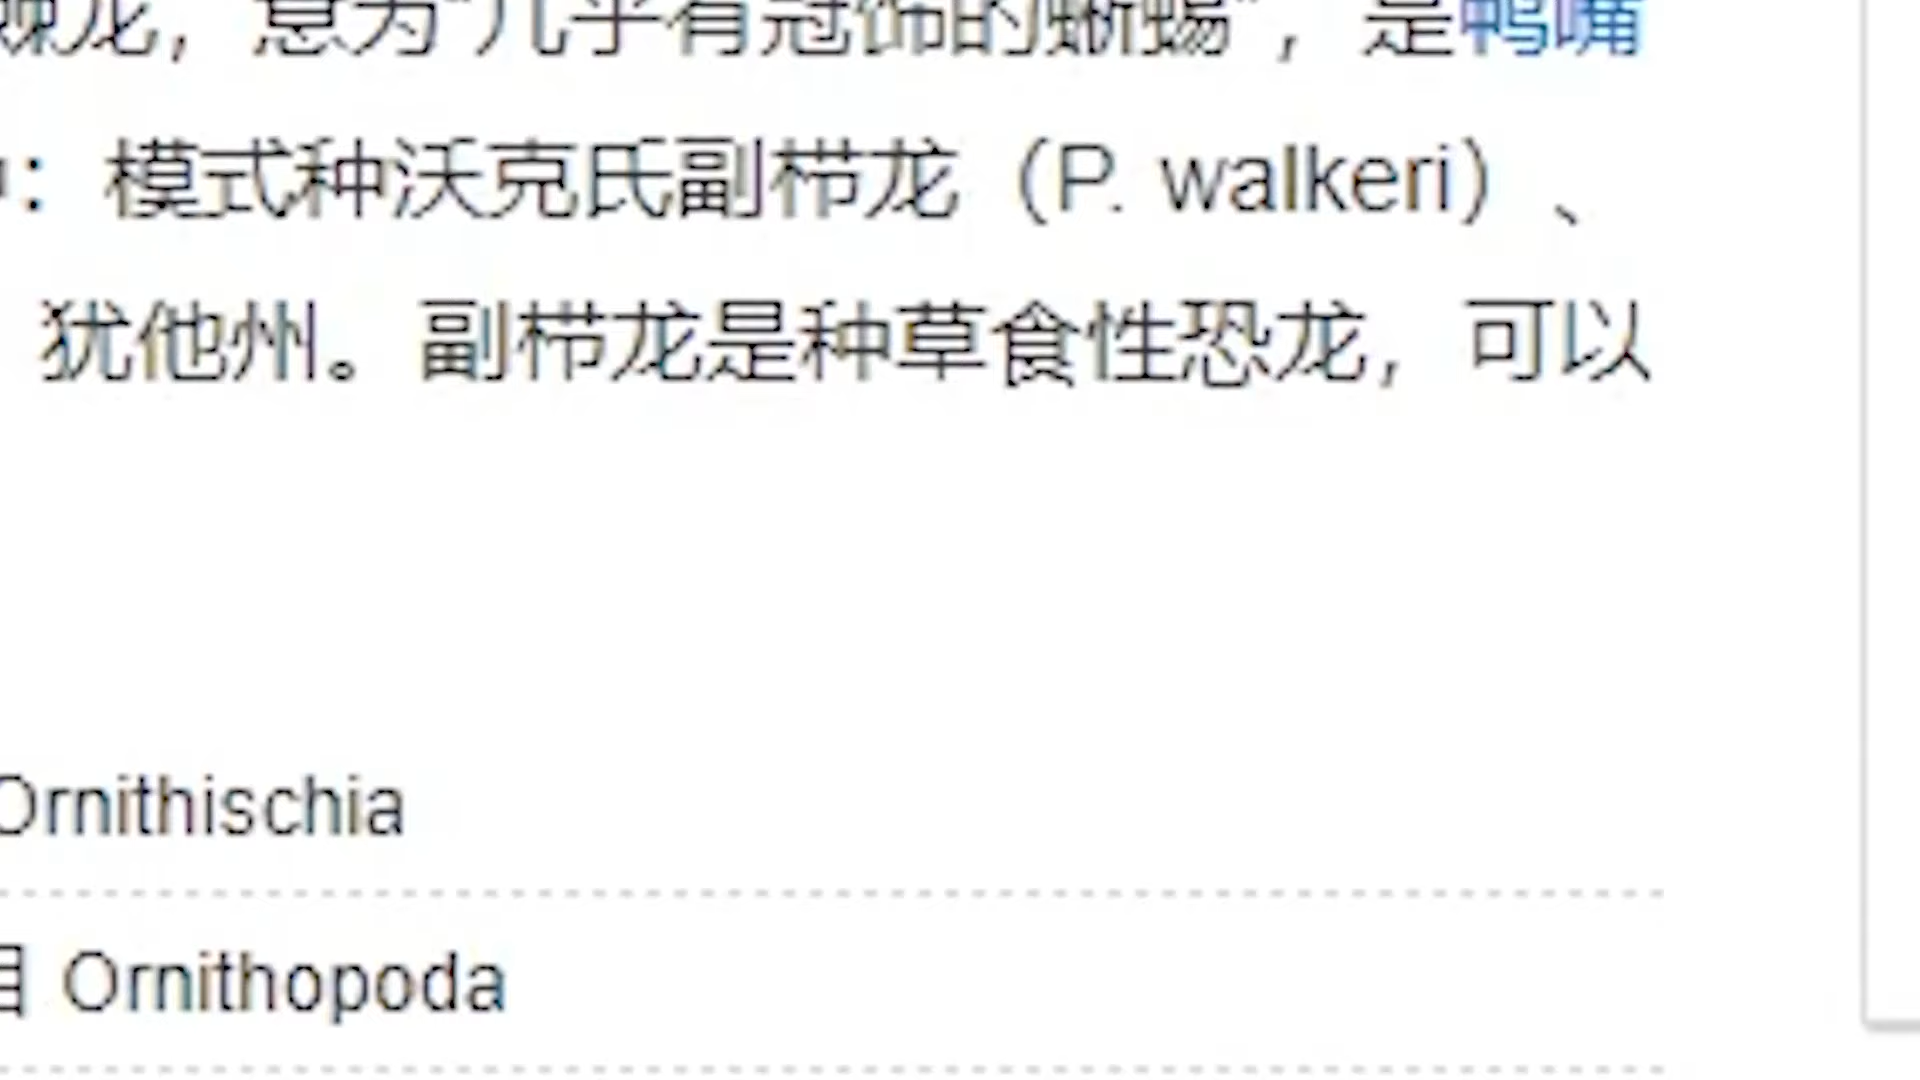 龙，意为“几乎有冠饰的蜥蜴”，是鸭嘴
：模式种沃克氏副栉龙（P. walkeri）、
犹他州。副栉龙是种草食性恐龙，可以
Ornithischia
目 Ornithopoda